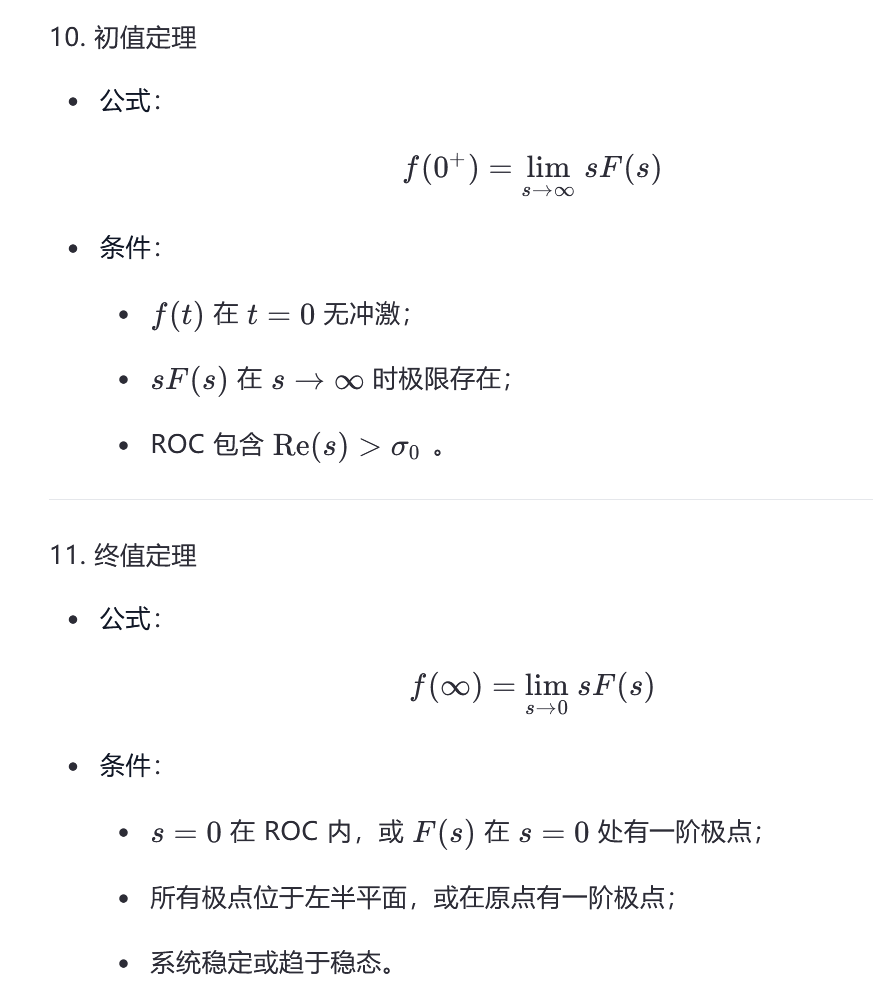 10. 初值定理
• 公式：
f(0⁺) = lim_{s→∞} sF(s)
• 条件：
• f(t) 在 t = 0 无冲激；
• sF(s) 在 s → ∞ 时极限存在；
• ROC 包含 Re(s) > σ₀ 。
11. 终值定理
• 公式：
f(∞) = lim_{s→0} sF(s)
• 条件：
• s = 0 在 ROC 内，或 F(s) 在 s = 0 处有一阶极点；
• 所有极点位于左半平面，或在原点有一阶极点；
• 系统稳定或趋于稳态。